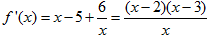 f'(x) = x − 5 + 6/x = (x−2)(x−3)/x